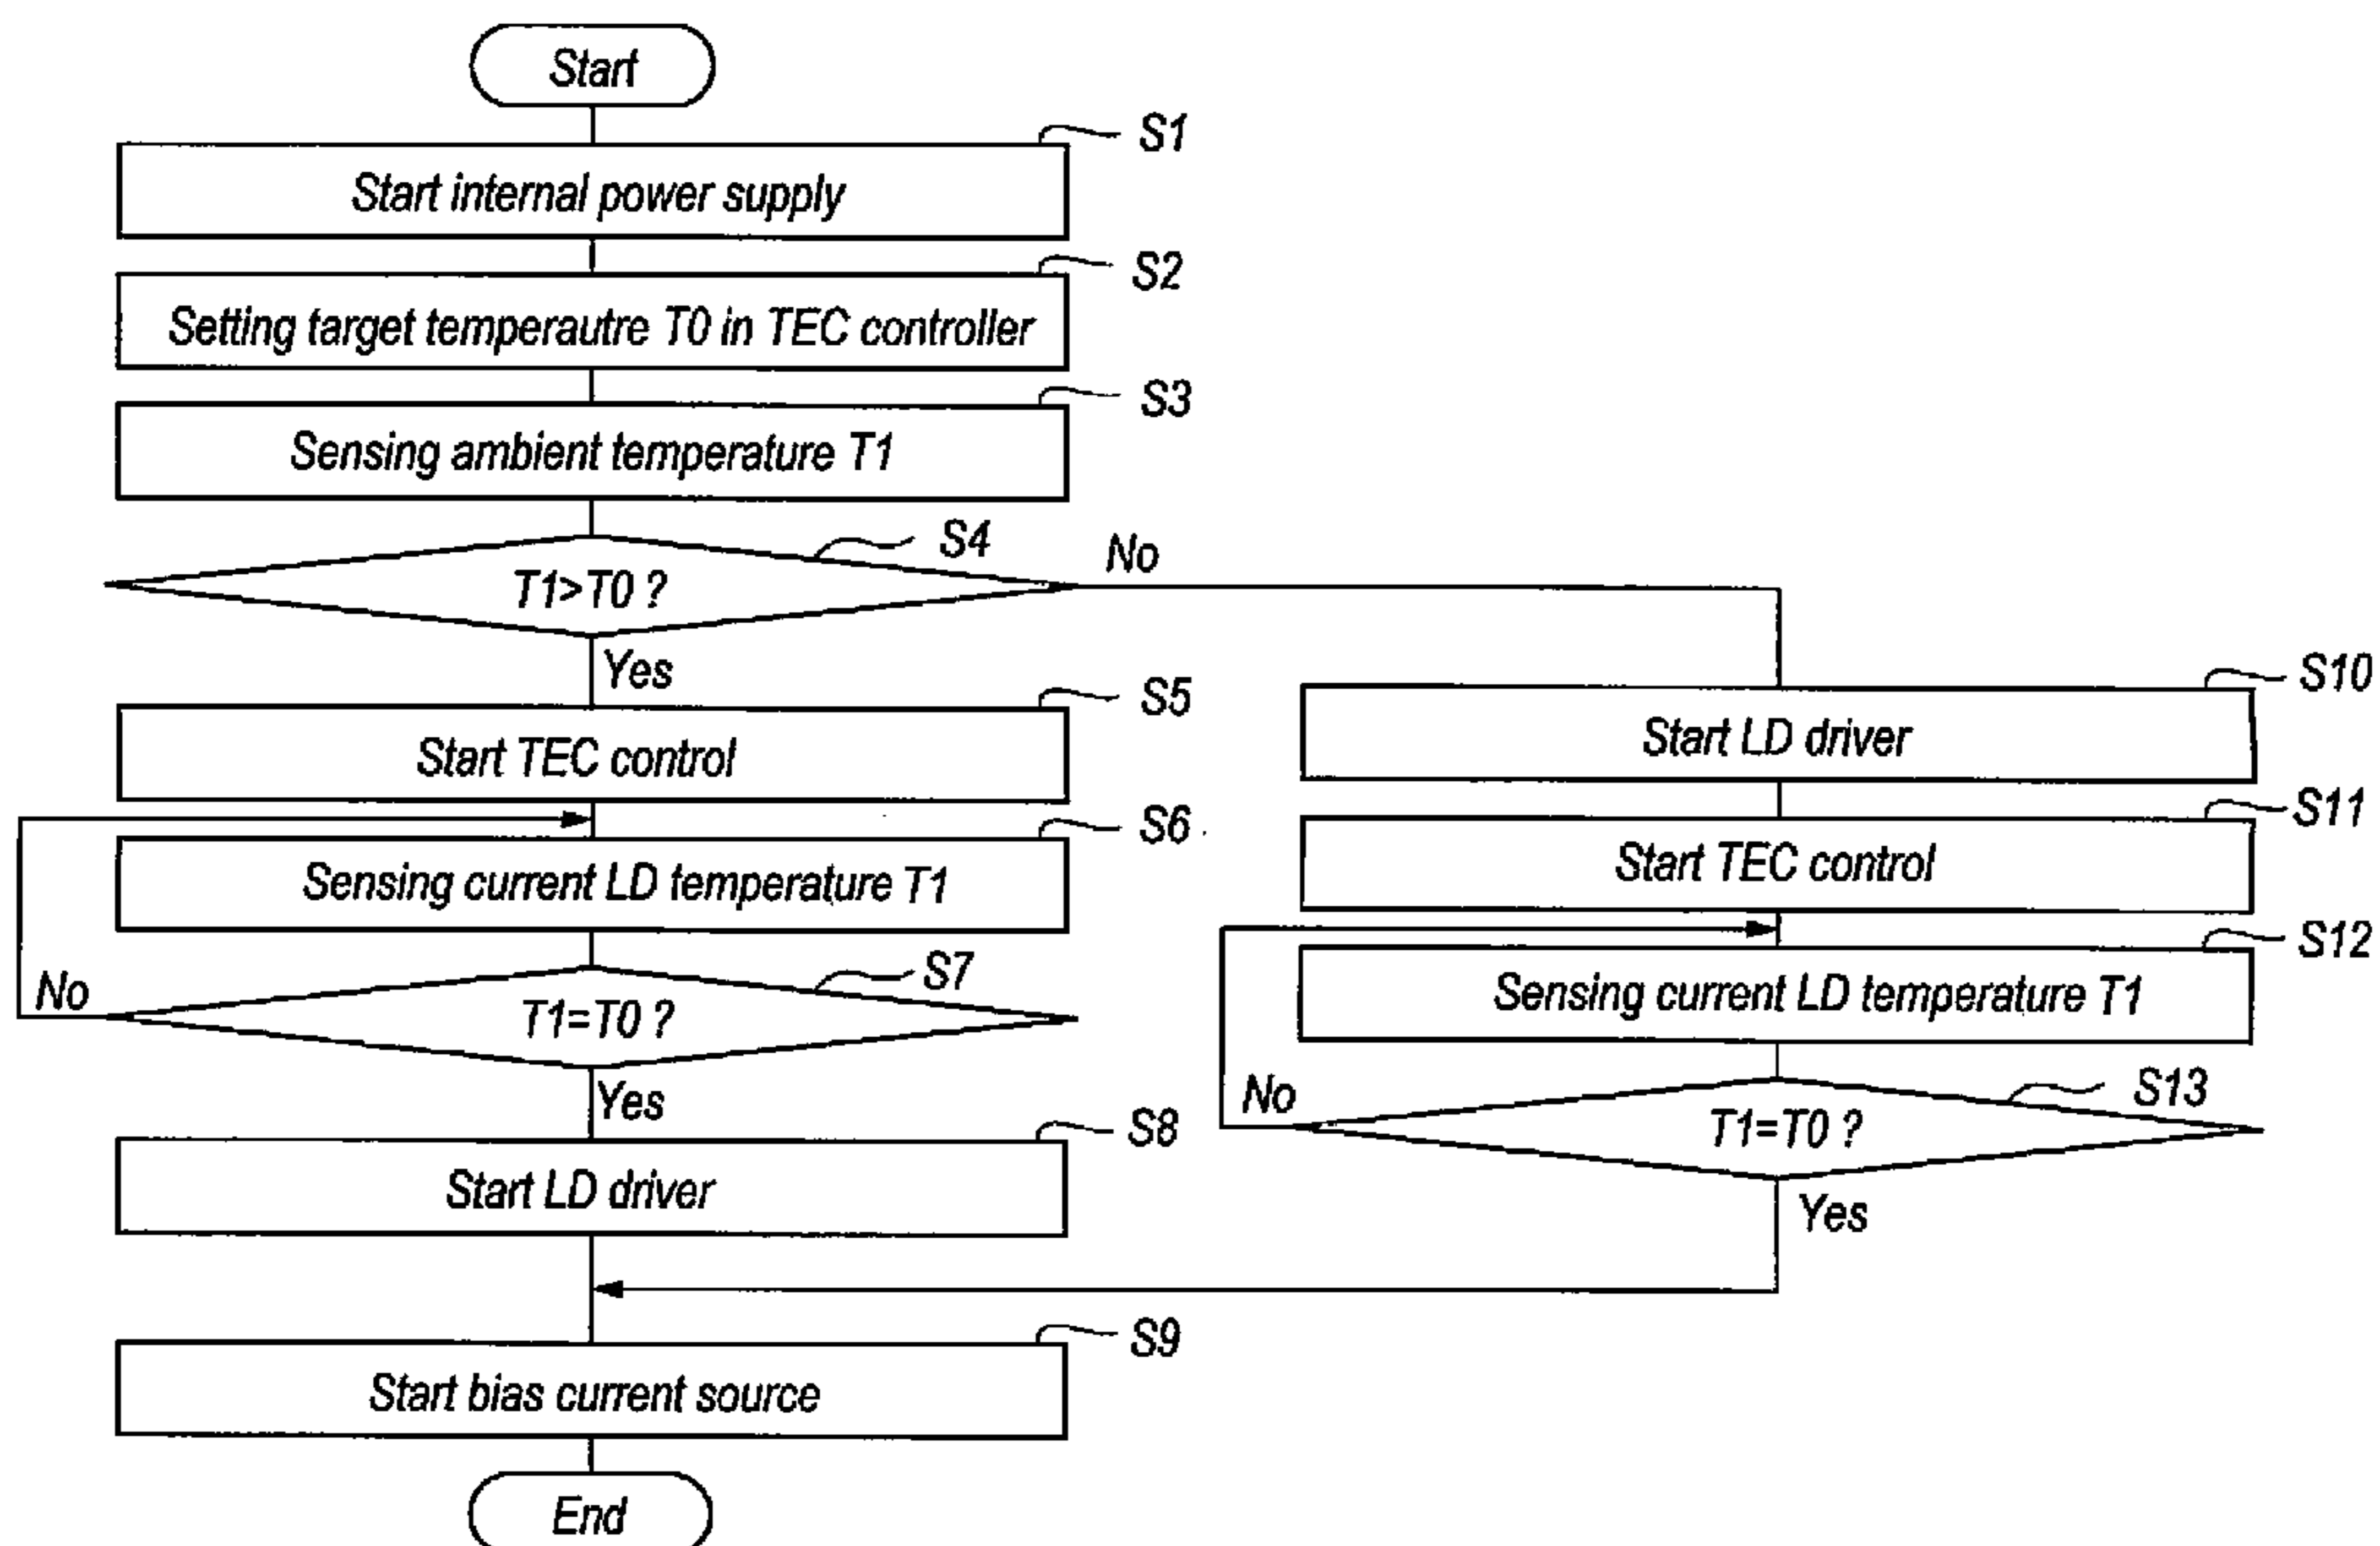 Start
S1
Start internal power supply
S2
Setting target temperautre T0 in TEC controller
S3
Sensing ambient temperature T1
S4
No
T1>T0 ?
Yes
S5
Start TEC control
S6
Sensing current LD temperature T1
S7
No
T1=T0 ?
Yes
S8
Start LD driver
S10
Start LD driver
S11
Start TEC control
S12
Sensing current LD temperature T1
S13
No
T1=T0 ?
Yes
S9
Start bias current source
End